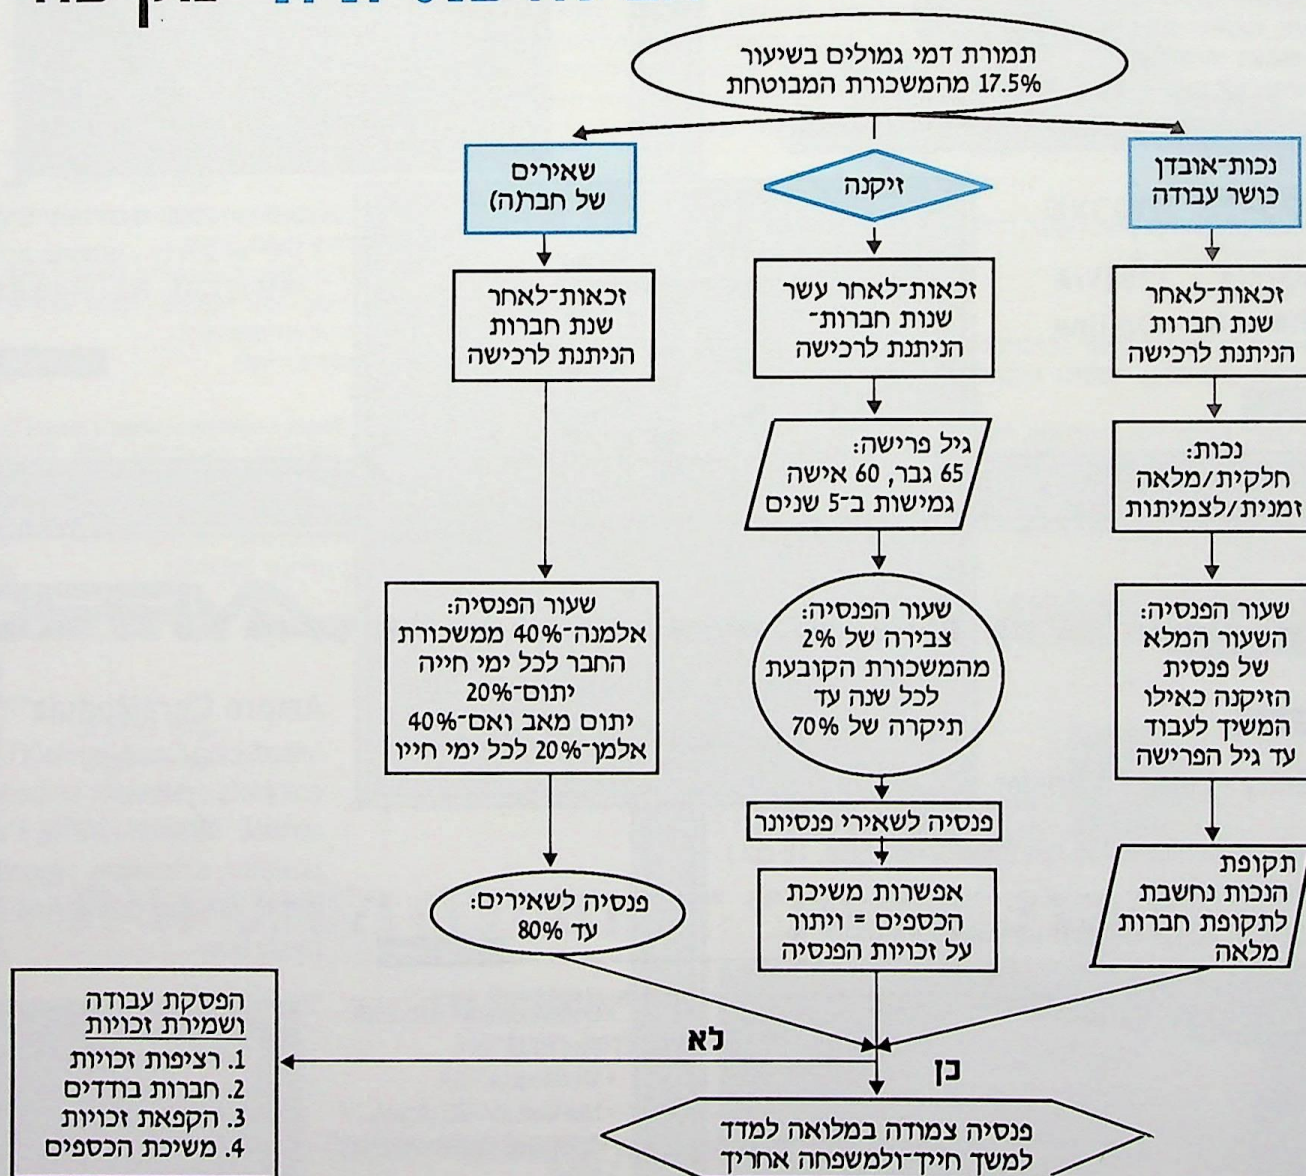 תמורת דמי גמולים בשיעור
17.5% מהמשכורת המבוטחת
נכות-אובדן
כושר עבודה
זיקנה
שאירים
של חבר(ה)
זכאות-לאחר
שנת חברות
הניתנת לרכישה
זכאות-לאחר עשר
שנות חברות-
הניתנת לרכישה
זכאות-לאחר
שנת חברות
הניתנת לרכישה
נכות:
חלקית/מלאה
זמנית/לצמיתות
גיל פרישה:
65 גבר, 60 אישה
גמישות ב-5 שנים
שעור הפנסיה:
השעור המלא
של פנסית
הזיקנה כאילו
המשיך לעבוד
עד גיל הפרישה
שעור הפנסיה:
צבירה של 2%
מהמשכורת הקובעת
לכל שנה עד
תיקרה של 70%
שעור הפנסיה:
אלמנה-40% ממשכורת
החבר לכל ימי חייה
יתום-20%
יתום מאב ואם-40%
אלמן-20% לכל ימי חייו
פנסיה לשאירי פנסיונר
תקופת
הנכות נחשבת
לתקופת חברות
מלאה
אפשרות משיכת
הכספים = ויתור
על זכויות הפנסיה
פנסיה לשאירים:
עד 80%
לא
כן
הפסקת עבודה
ושמירת זכויות
1. רציפות זכויות
2. חברות בודדים
3. הקפאת זכויות
4. משיכת הכספים
פנסיה צמודה במלואה למדד
למשך חייך-ולמשפחה אחריך